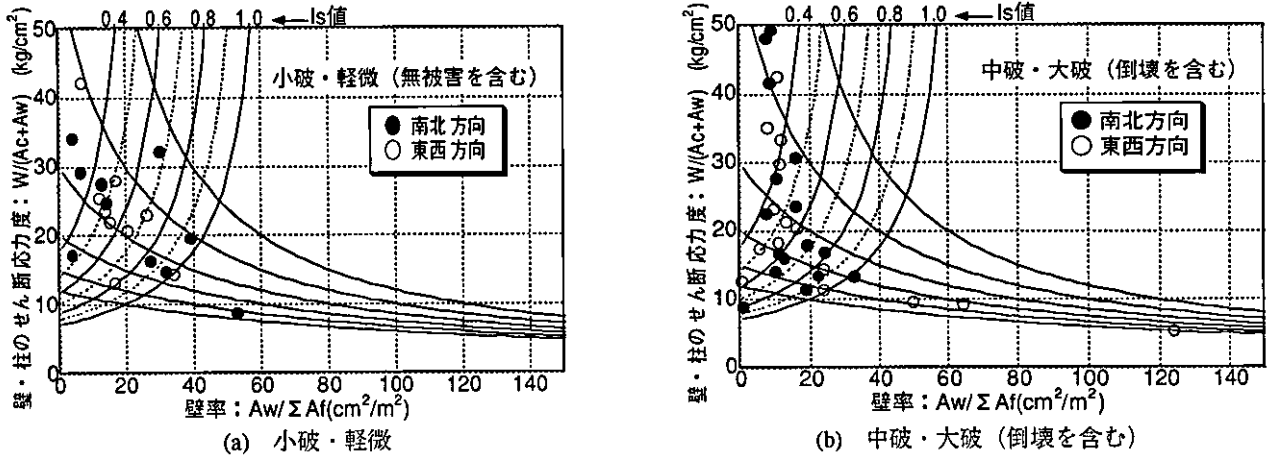 0.4 0.6 0.8 1.0 ←Is値
壁・柱のせん断応力度：W/(Ac+Aw) (kg/cm²)
50
40
30
20
10
0
小破・軽微（無被害を含む）
● 南北方向
○ 東西方向
0 20 40 60 80 100 120 140
壁率：Aw/ΣAf(cm²/m²)
(a) 小破・軽微
0.4 0.6 0.8 1.0 ←Is値
壁・柱のせん断応力度：W/(Ac+Aw) (kg/cm²)
50
40
30
20
10
0
中破・大破（倒壊を含む）
● 南北方向
○ 東西方向
0 20 40 60 80 100 120 140
壁率：Aw/ΣAf(cm²/m²)
(b) 中破・大破（倒壊を含む）